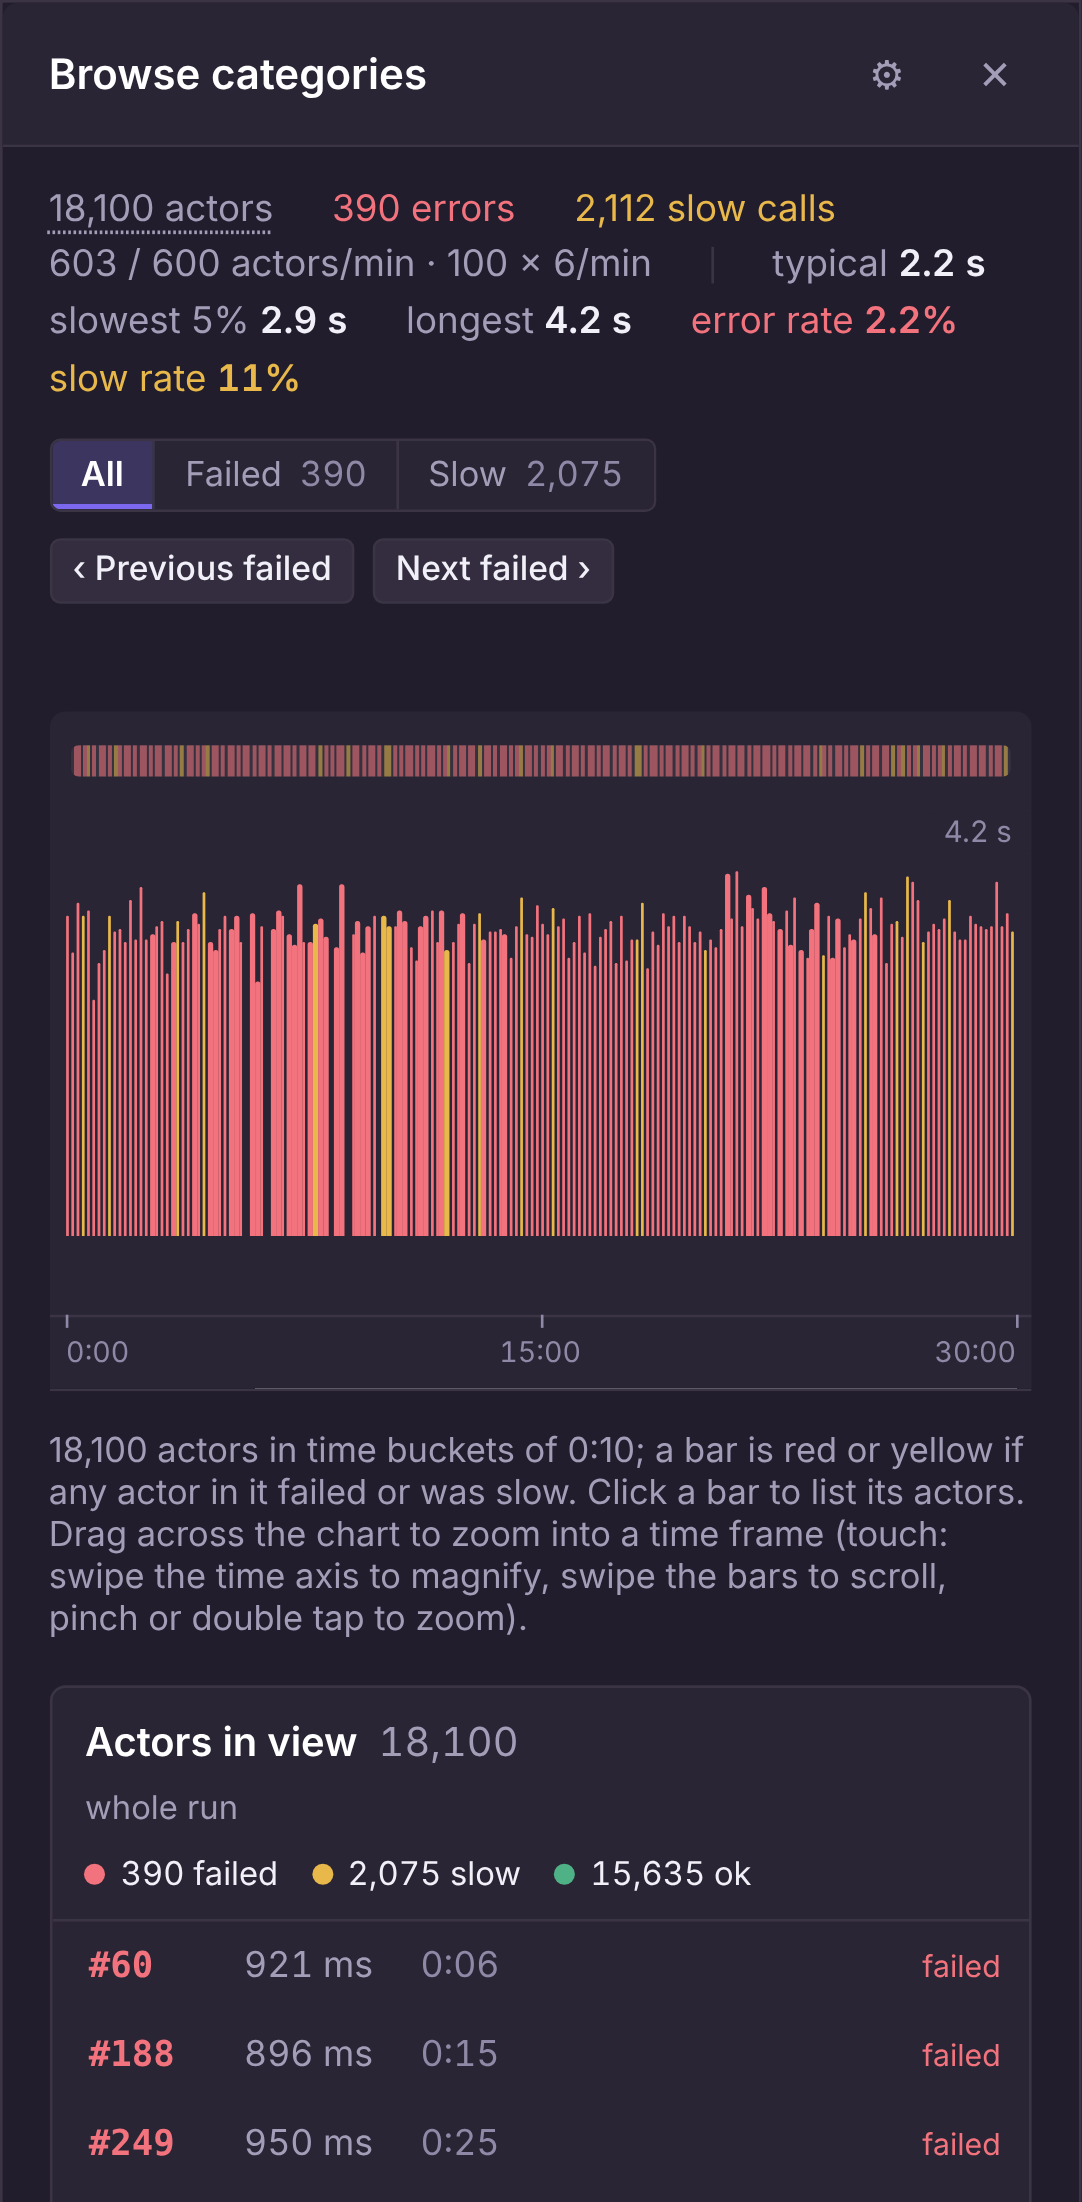 Browse categories ⚙ ✕
18,100 actors 390 errors 2,112 slow calls
603 / 600 actors/min · 100 × 6/min | typical 2.2 s
slowest 5% 2.9 s longest 4.2 s error rate 2.2%
slow rate 11%
All Failed 390 Slow 2,075
‹ Previous failed Next failed ›
4.2 s
0:00 15:00 30:00
18,100 actors in time buckets of 0:10; a bar is red or yellow if
any actor in it failed or was slow. Click a bar to list its actors.
Drag across the chart to zoom into a time frame (touch:
swipe the time axis to magnify, swipe the bars to scroll,
pinch or double tap to zoom).
Actors in view 18,100
whole run
390 failed 2,075 slow 15,635 ok
#60 921 ms 0:06 failed
#188 896 ms 0:15 failed
#249 950 ms 0:25 failed